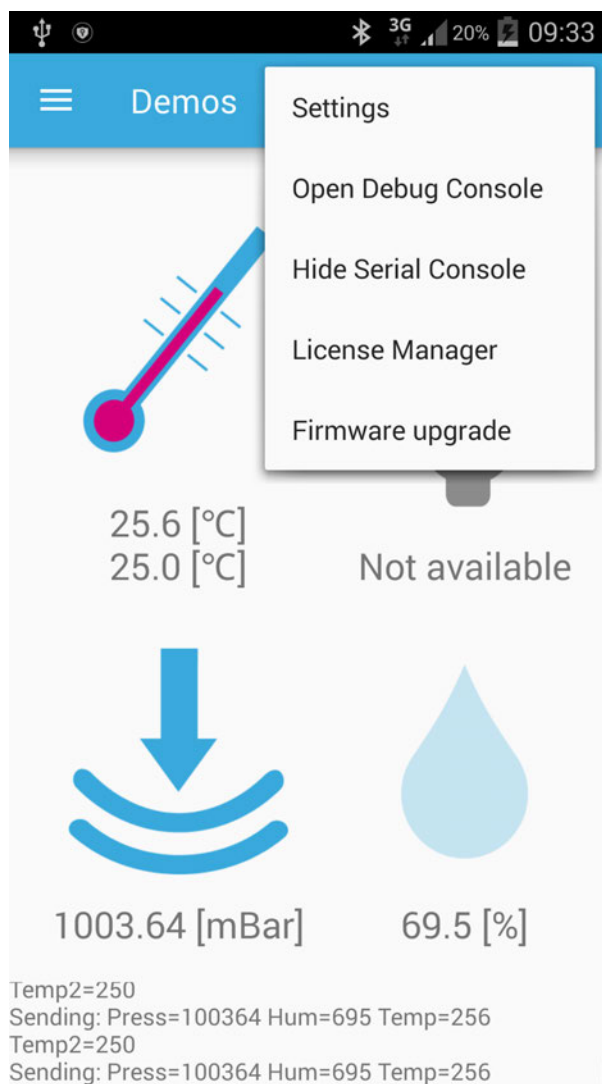 3G 20% 09:33
Demos
Settings
Open Debug Console
Hide Serial Console
License Manager
Firmware upgrade
25.6 [°C]
25.0 [°C]
Not available
1003.64 [mBar]
69.5 [%]
Temp2=250
Sending: Press=100364 Hum=695 Temp=256
Temp2=250
Sending: Press=100364 Hum=695 Temp=256